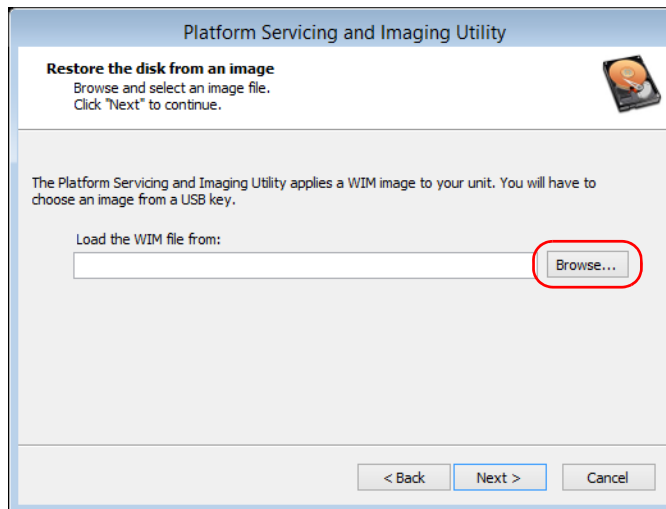 Platform Servicing and Imaging Utility
Restore the disk from an image
Browse and select an image file.
Click "Next" to continue.
The Platform Servicing and Imaging Utility applies a WIM image to your unit. You will have to
choose an image from a USB key.
Load the WIM file from:
Browse...
< Back Next > Cancel